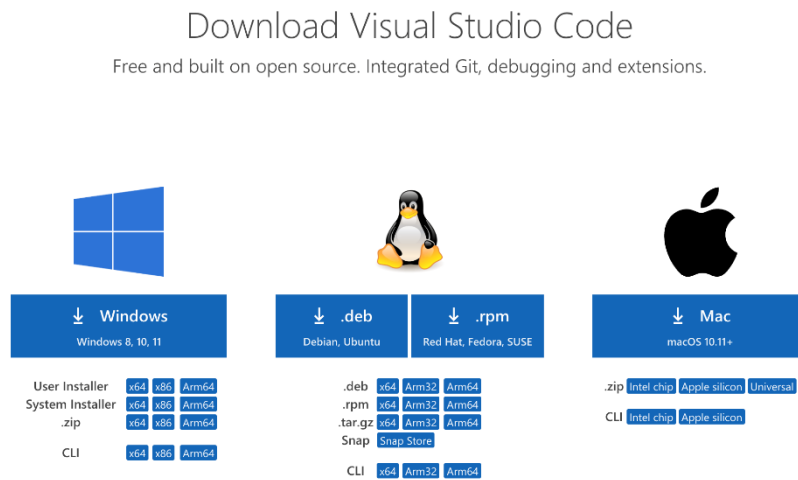 Download Visual Studio Code
Free and built on open source. Integrated Git, debugging and extensions.
Windows
Windows 8, 10, 11
User Installer x64 x86 Arm64
System Installer x64 x86 Arm64
.zip x64 x86 Arm64
CLI x64 x86 Arm64
.deb
Debian, Ubuntu
.rpm
Red Hat, Fedora, SUSE
.deb x64 Arm32 Arm64
.rpm x64 Arm32 Arm64
.tar.gz x64 Arm32 Arm64
Snap Snap Store
CLI x64 Arm32 Arm64
Mac
macOS 10.11+
.zip Intel chip Apple silicon Universal
CLI Intel chip Apple silicon